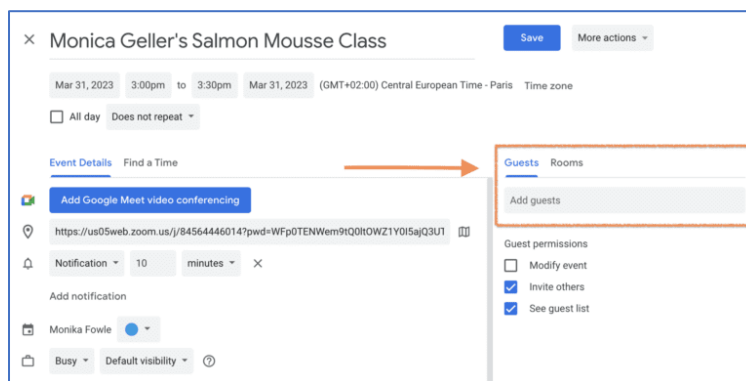 Monica Geller's Salmon Mousse Class
Save
More actions
Mar 31, 2023 3:00pm to 3:30pm Mar 31, 2023 (GMT+02:00) Central European Time - Paris Time zone
All day Does not repeat
Event Details Find a Time
Guests Rooms
Add Google Meet video conferencing
Add guests
https://us05web.zoom.us/j/84564446014?pwd=WFp0TENWem9tQ0ltOWZ1Y0I5ajQ3U1
Guest permissions
Notification 10 minutes
Modify event
Invite others
Add notification
See guest list
Monika Fowle
Busy Default visibility